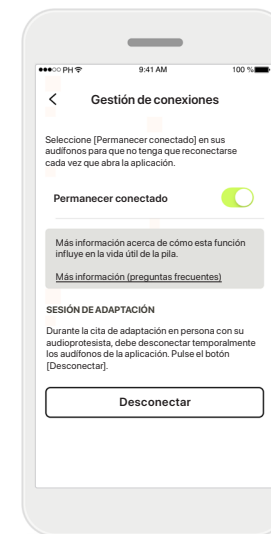 PH 9:41 AM 100 %
Gestión de conexiones
Seleccione [Permanecer conectado] en sus
audífonos para que no tenga que reconectarse
cada vez que abra la aplicación.
Permanecer conectado
Más información acerca de cómo esta función
influye en la vida útil de la pila.
Más información (preguntas frecuentes)
SESIÓN DE ADAPTACIÓN
Durante la cita de adaptación en persona con su
audioprotesista, debe desconectar temporalmente
los audífonos de la aplicación. Pulse el botón
[Desconectar].
Desconectar